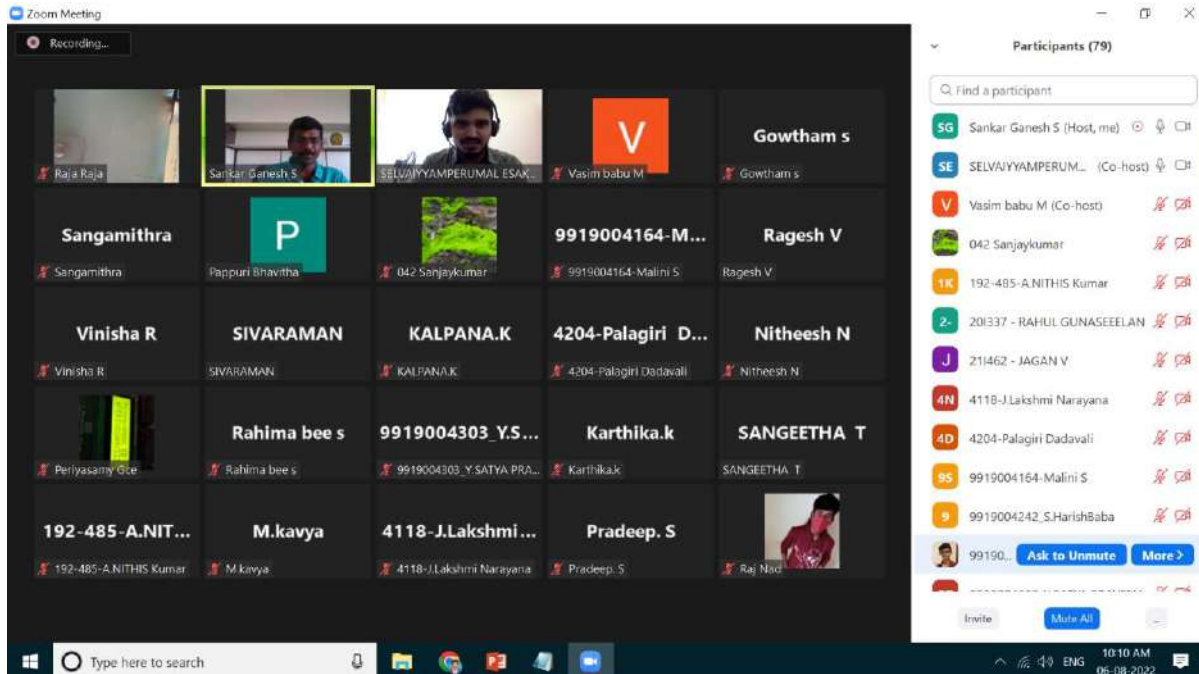 Zoom Meeting
Recording...
Participants (79)
Find a participant
Raja Raja
Sankar Ganesh S
SELVAIYYAMPERUMAL ESAK...
V
Vasim babu M
Gowtham s
Gowtham s
Sangamithra
Sangamithra
P
Pappuri Bhavitha
042 Sanjaykumar
9919004164-M...
9919004164-Malini S
Ragesh V
Ragesh V
Vinisha R
Vinisha R
SIVARAMAN
SIVARAMAN
KALPANA.K
KALPANA.K
4204-Palagiri D...
4204-Palagiri Dadavali
Nitheesh N
Nitheesh N
Periyasamy Gce
Rahima bee s
Rahima bee s
9919004303_Y.S...
9919004303_Y.SATYA PRA...
Karthika.k
Karthika.k
SANGEETHA T
SANGEETHA T
192-485-A.NIT...
192-485-A.NITHIS Kumar
M.kavya
M.kavya
4118-J.Lakshmi...
4118-J.Lakshmi Narayana
Pradeep. S
Pradeep. S
Raj Nad
SG Sankar Ganesh S (Host, me)
SE SELVAIYYAMPERUM... (Co-host)
V Vasim babu M (Co-host)
042 Sanjaykumar
1K 192-485-A.NITHIS Kumar
2- 20I337 - RAHUL GUNASEEELAN
J 21I462 - JAGAN V
4N 4118-J.Lakshmi Narayana
4D 4204-Palagiri Dadavali
9S 9919004164-Malini S
9 9919004242_S.HarishBaba
99190... Ask to Unmute More >
Invite Mute All ...
Type here to search
ENG
10:10 AM
06-08-2022